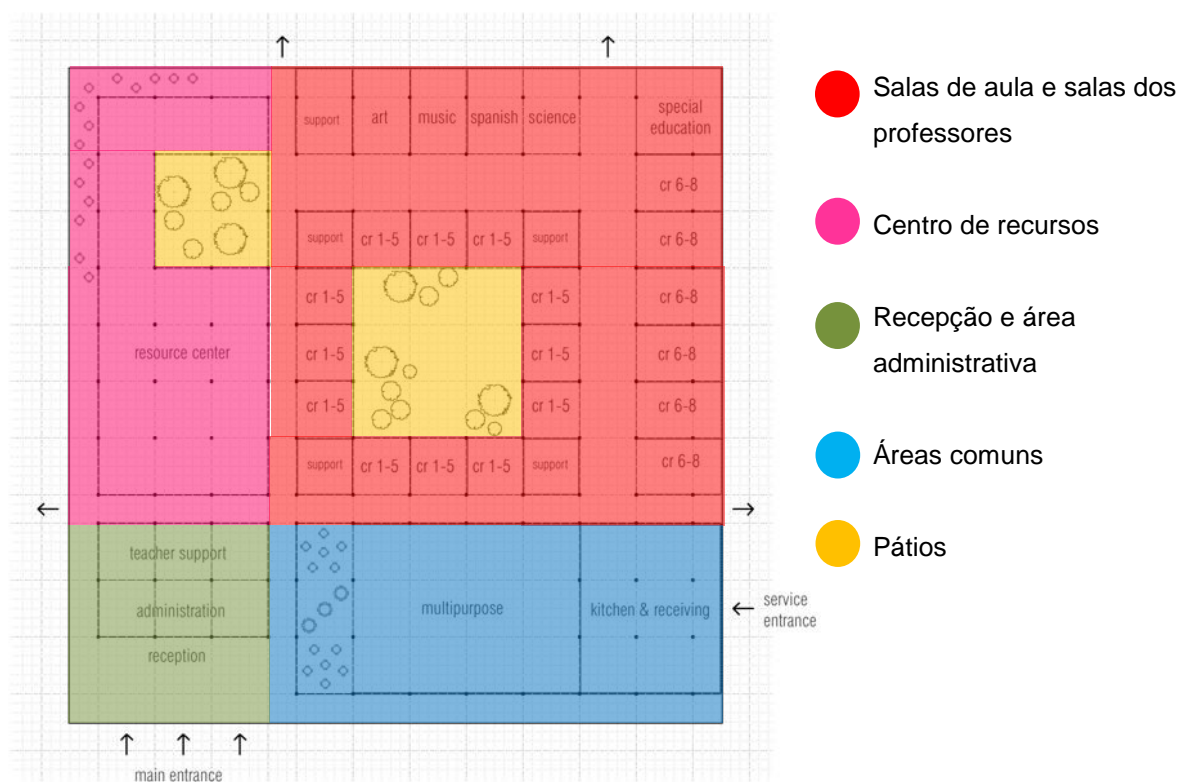 support art music spanish science special
education
cr 6-8
support cr 1-5 cr 1-5 cr 1-5 support cr 6-8
cr 1-5 cr 1-5 cr 6-8
resource center cr 1-5 cr 1-5 cr 6-8
cr 1-5 cr 1-5 cr 6-8
support cr 1-5 cr 1-5 cr 1-5 support cr 6-8
teacher support
administration multipurpose kitchen & receiving service
entrance
reception
main entrance
Salas de aula e salas dos
professores
Centro de recursos
Recepção e área
administrativa
Áreas comuns
Pátios